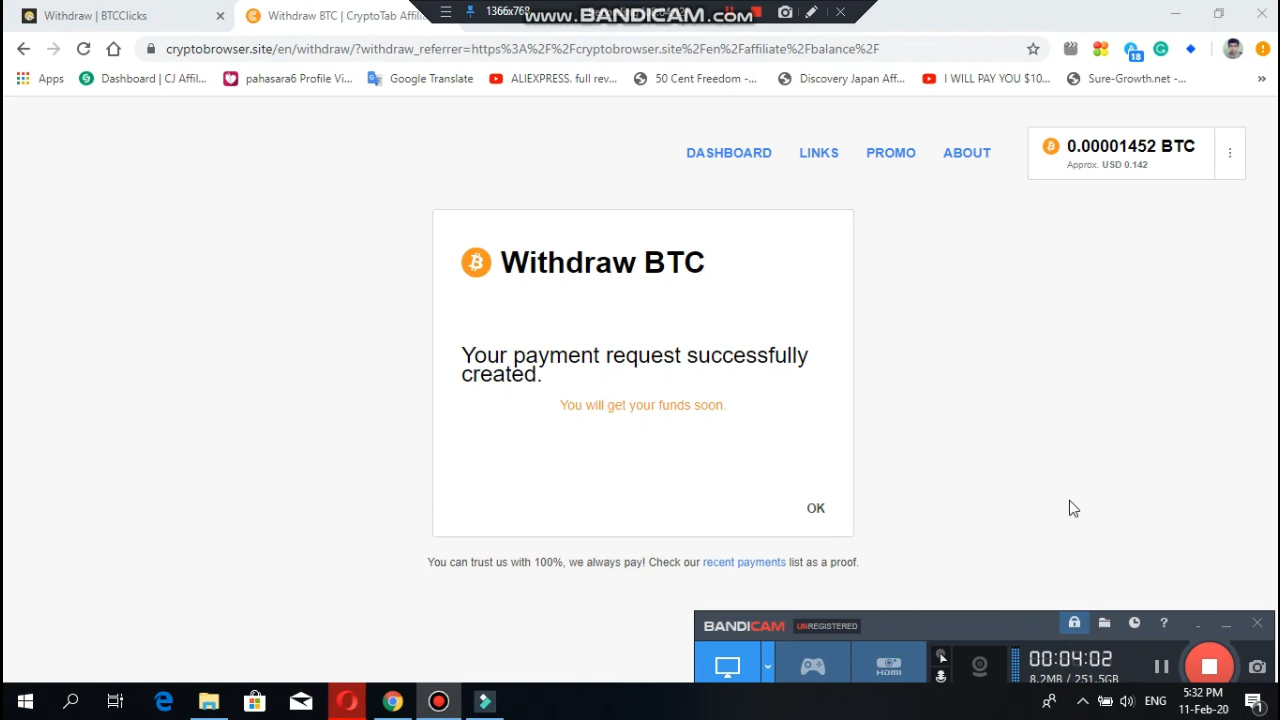 Withdraw | BTCClicks
Withdraw BTC | CryptoTab Affilia
1366x768
www.BANDICAM.com
cryptobrowser.site/en/withdraw/?withdraw_referrer=https%3A%2F%2Fcryptobrowser.site%2Fen%2Faffiliate%2Fbalance%2F
18
Apps
Dashboard | CJ Affil...
pahasara6 Profile Vi...
Google Translate
ALIEXPRESS. full rev...
50 Cent Freedom -...
Discovery Japan Aff...
I WILL PAY YOU $10...
Sure-Growth.net -...
DASHBOARD
LINKS
PROMO
ABOUT
0.00001452 BTC
Approx. USD 0.142
Withdraw BTC
Your payment request successfully
created.
You will get your funds soon.
OK
You can trust us with 100%, we always pay! Check our recent payments list as a proof.
BANDICAM UNREGISTERED
HDMI
00:04:02
8.2MB / 251.5GB
ENG
5:32 PM
11-Feb-20
1